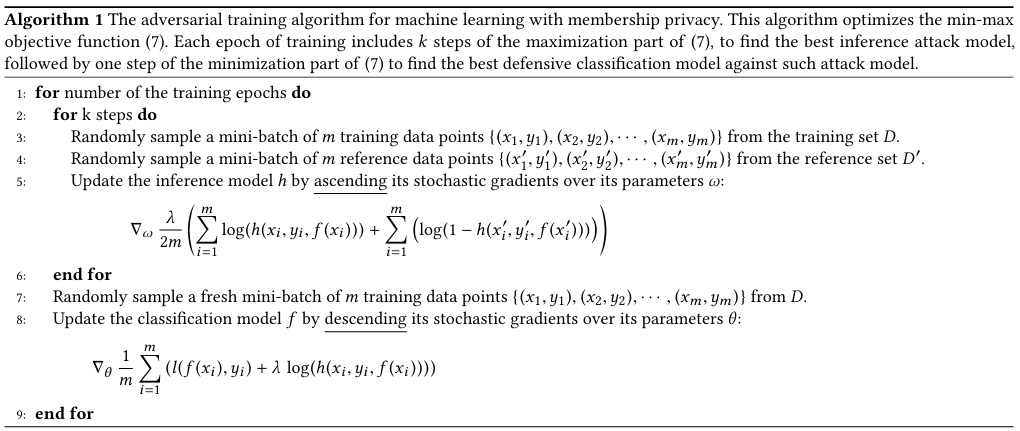 Algorithm 1 The adversarial training algorithm for machine learning with membership privacy. This algorithm optimizes the min-max
objective function (7). Each epoch of training includes k steps of the maximization part of (7), to find the best inference attack model,
followed by one step of the minimization part of (7) to find the best defensive classification model against such attack model.
1: for number of the training epochs do
2: for k steps do
3: Randomly sample a mini-batch of m training data points {(x₁, y₁), (x₂, y₂), · · · , (xₘ, yₘ)} from the training set D.
4: Randomly sample a mini-batch of m reference data points {(x′₁, y′₁), (x′₂, y′₂), · · · , (x′ₘ, y′ₘ)} from the reference set D′.
5: Update the inference model h by ascending its stochastic gradients over its parameters ω:
∇_ω λ/2m (∑_{i=1}^{m} log(h(xᵢ, yᵢ, f(xᵢ))) + ∑_{i=1}^{m} (log(1 − h(x′ᵢ, y′ᵢ, f(x′ᵢ)))))
6: end for
7: Randomly sample a fresh mini-batch of m training data points {(x₁, y₁), (x₂, y₂), · · · , (xₘ, yₘ)} from D.
8: Update the classification model f by descending its stochastic gradients over its parameters θ:
∇_θ 1/m ∑_{i=1}^{m} (l(f(xᵢ), yᵢ) + λ log(h(xᵢ, yᵢ, f(xᵢ))))
9: end for